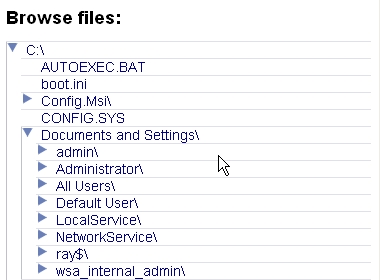 Browse files:
C:\
AUTOEXEC.BAT
boot.ini
Config.Msi\
CONFIG.SYS
Documents and Settings\
admin\
Administrator\
All Users\
Default User\
LocalService\
NetworkService\
ray$\
wsa_internal_admin\